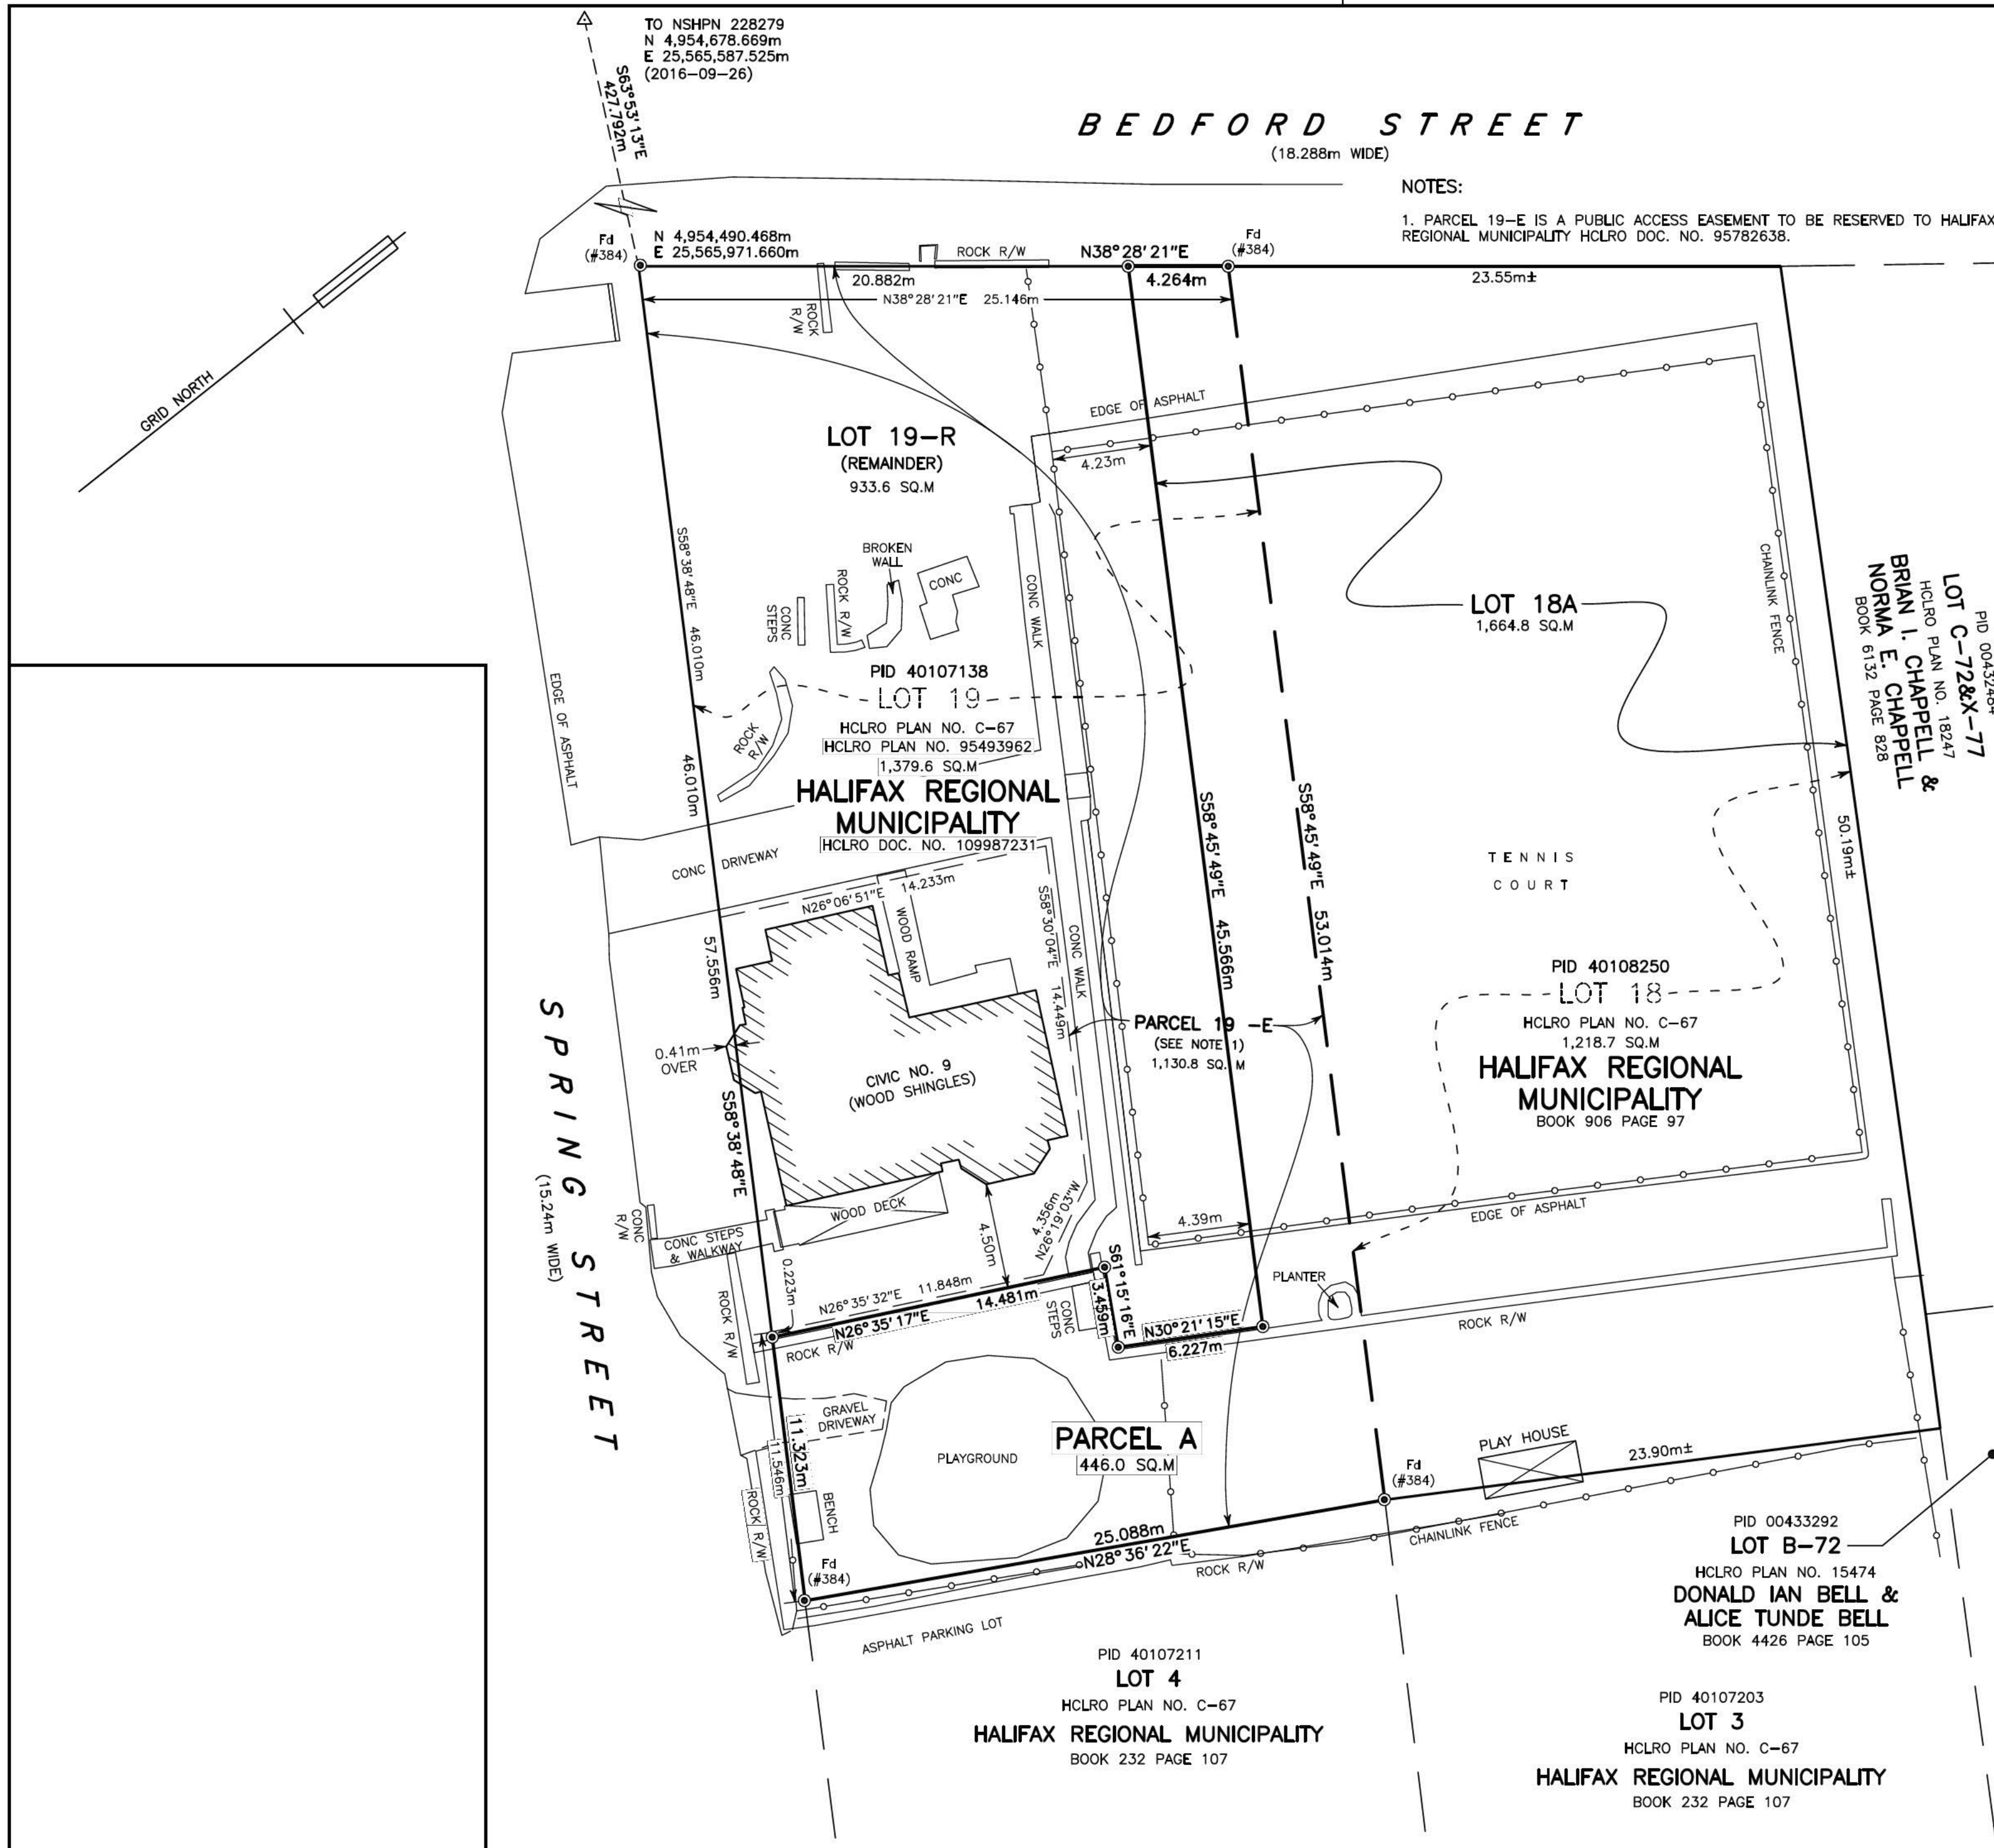 TO NSHPN 228279
N 4,954,678.669m
E 25,565,587.525m
(2016-09-26)
S63°53'13"E
427.792m
BEDFORD STREET
(18.288m WIDE)
NOTES:
1. PARCEL 19-E IS A PUBLIC ACCESS EASEMENT TO BE RESERVED TO HALIFAX
REGIONAL MUNICIPALITY HCLRO DOC. NO. 95782638.
GRID NORTH
Fd
(#384)
N 4,954,490.468m
E 25,565,971.660m
ROCK R/W
N38°28'21"E
Fd
(#384)
20.882m
4.264m
23.55m±
N38°28'21"E 25.146m
ROCK
R/W
EDGE OF ASPHALT
4.23m
LOT 19-R
(REMAINDER)
933.6 SQ.M
S58°38'48"E 46.010m
BROKEN
WALL
CONC
ROCK R/W
CONC
STEPS
CONC WALK
LOT 18A
1,664.8 SQ.M
CHAINLINK FENCE
PID 00432484
LOT C-72&X-77
HCLRO PLAN NO. 18247
BRIAN I. CHAPPELL &
NORMA E. CHAPPELL
BOOK 6132 PAGE 828
EDGE OF ASPHALT
PID 40107138
LOT 19
HCLRO PLAN NO. C-67
HCLRO PLAN NO. 95493962
1,379.6 SQ.M
HALIFAX REGIONAL
MUNICIPALITY
HCLRO DOC. NO. 109987231
ROCK
R/W
46.010m
S58°45'49"E 45.566m
S58°45'49"E 53.014m
50.19m±
TENNIS
COURT
CONC DRIVEWAY
N26°06'51"E 14.233m
WOOD RAMP
S58°30'04"E 14.449m
CONC WALK
57.556m
PID 40108250
LOT 18
HCLRO PLAN NO. C-67
1,218.7 SQ.M
HALIFAX REGIONAL
MUNICIPALITY
BOOK 906 PAGE 97
PARCEL 19 -E
(SEE NOTE 1)
1,130.8 SQ. M
0.41m
OVER
CIVIC NO. 9
(WOOD SHINGLES)
S58°38'48"E
SPRING STREET
(15.24m WIDE)
CONC
R/W
CONC STEPS
& WALKWAY
WOOD DECK
4.50m
4.356m
N26°19'03"W
4.39m
EDGE OF ASPHALT
0.223m
ROCK R/W
N26°35'32"E 11.848m
14.481m
N26°35'17"E
ROCK R/W
CONC
STEPS
S61°15'16"E
3.459m
N30°21'15"E
6.227m
PLANTER
ROCK R/W
GRAVEL
DRIVEWAY
11.323m
11.546m
BENCH
ROCK R/W
PLAYGROUND
PARCEL A
446.0 SQ.M
PLAY HOUSE
23.90m±
Fd
(#384)
25.088m
N28°36'22"E
CHAINLINK FENCE
ROCK R/W
Fd
(#384)
ASPHALT PARKING LOT
PID 00433292
LOT B-72
HCLRO PLAN NO. 15474
DONALD IAN BELL &
ALICE TUNDE BELL
BOOK 4426 PAGE 105
PID 40107211
LOT 4
HCLRO PLAN NO. C-67
HALIFAX REGIONAL MUNICIPALITY
BOOK 232 PAGE 107
PID 40107203
LOT 3
HCLRO PLAN NO. C-67
HALIFAX REGIONAL MUNICIPALITY
BOOK 232 PAGE 107